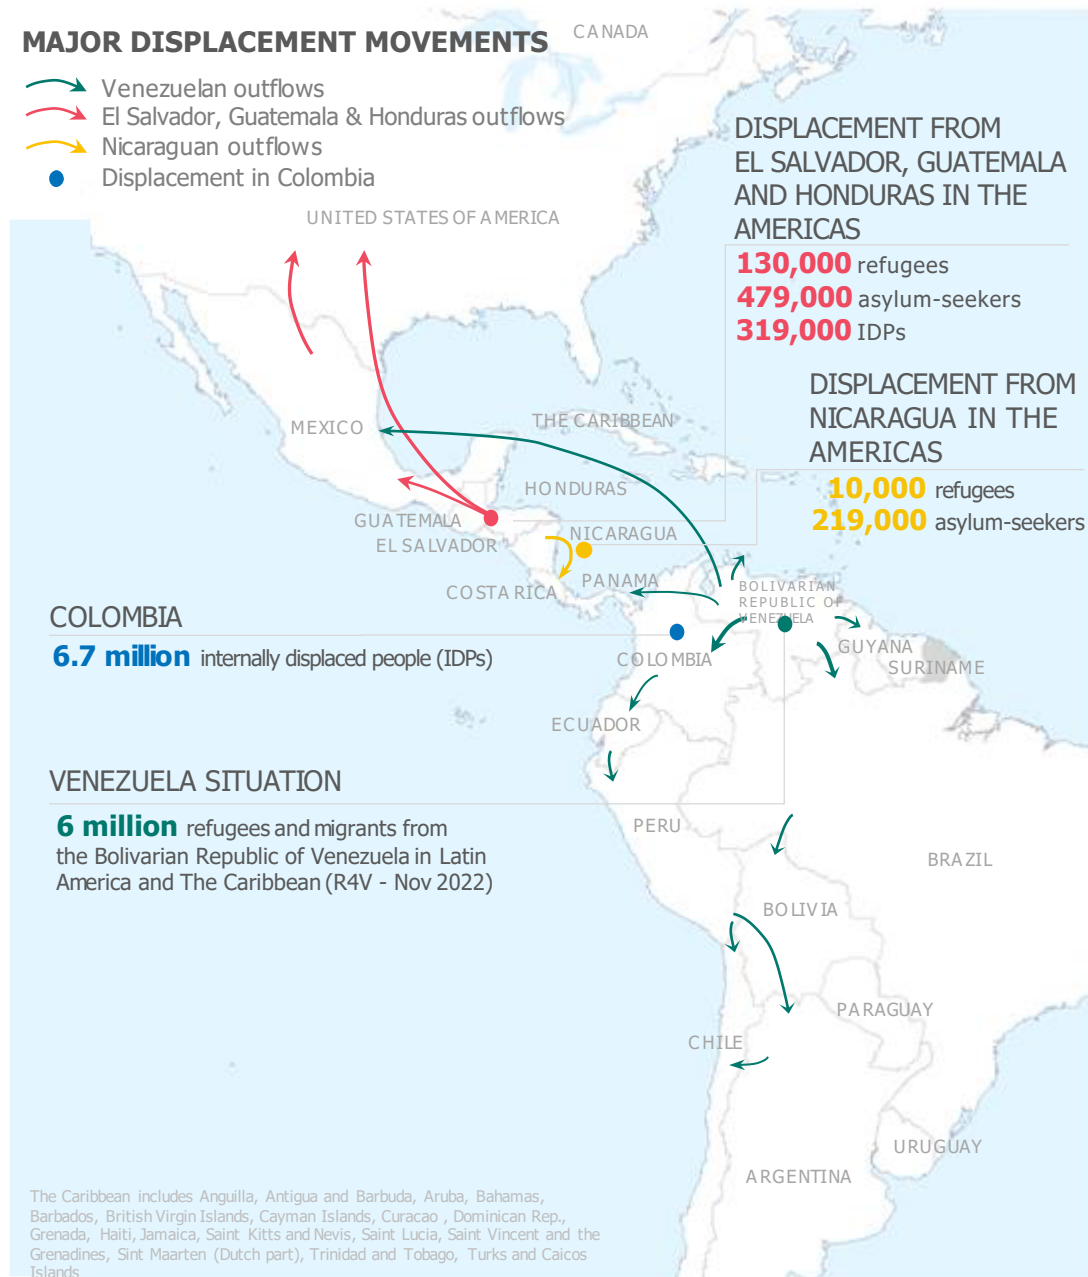 MAJOR DISPLACEMENT MOVEMENTS
Venezuelan outflows
El Salvador, Guatemala & Honduras outflows
Nicaraguan outflows
Displacement in Colombia
CANADA
UNITED STATES OF AMERICA
DISPLACEMENT FROM
EL SALVADOR, GUATEMALA
AND HONDURAS IN THE
AMERICAS
130,000 refugees
479,000 asylum-seekers
319,000 IDPs
DISPLACEMENT FROM
NICARAGUA IN THE
AMERICAS
10,000 refugees
219,000 asylum-seekers
MEXICO
THE CARIBBEAN
HONDURAS
GUATEMALA
NICARAGUA
EL SALVADOR
COSTA RICA
PANAMA
BOLIVARIAN
REPUBLIC OF
VENEZUELA
COLOMBIA
6.7 million internally displaced people (IDPs)
COLOMBIA
GUYANA
SURINAME
ECUADOR
VENEZUELA SITUATION
6 million refugees and migrants from
the Bolivarian Republic of Venezuela in Latin
America and The Caribbean (R4V - Nov 2022)
PERU
BRAZIL
BOLIVIA
PARAGUAY
CHILE
URUGUAY
ARGENTINA
The Caribbean includes Anguilla, Antigua and Barbuda, Aruba, Bahamas,
Barbados, British Virgin Islands, Cayman Islands, Curacao , Dominican Rep.,
Grenada, Haiti, Jamaica, Saint Kitts and Nevis, Saint Lucia, Saint Vincent and the
Grenadines, Sint Maarten (Dutch part), Trinidad and Tobago, Turks and Caicos
Islands